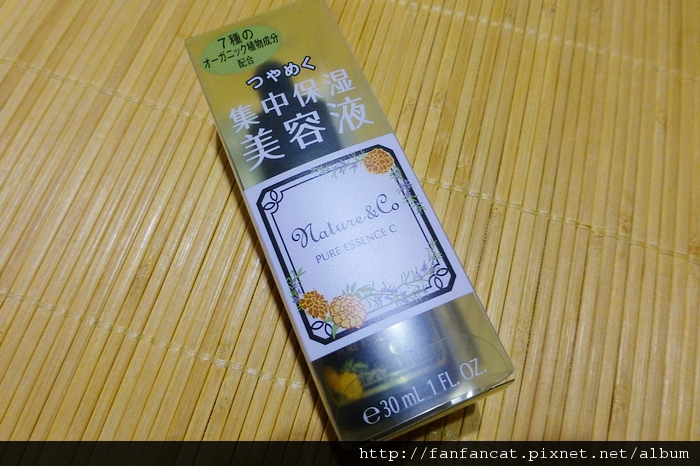 7種の
オーガニック植物成分
配合
つやめく
集中保湿
美容液
Nature&Co
PURE ESSENCE C
℮30 mL 1 FL. OZ.
http://fanfancat.pixnet.net/album